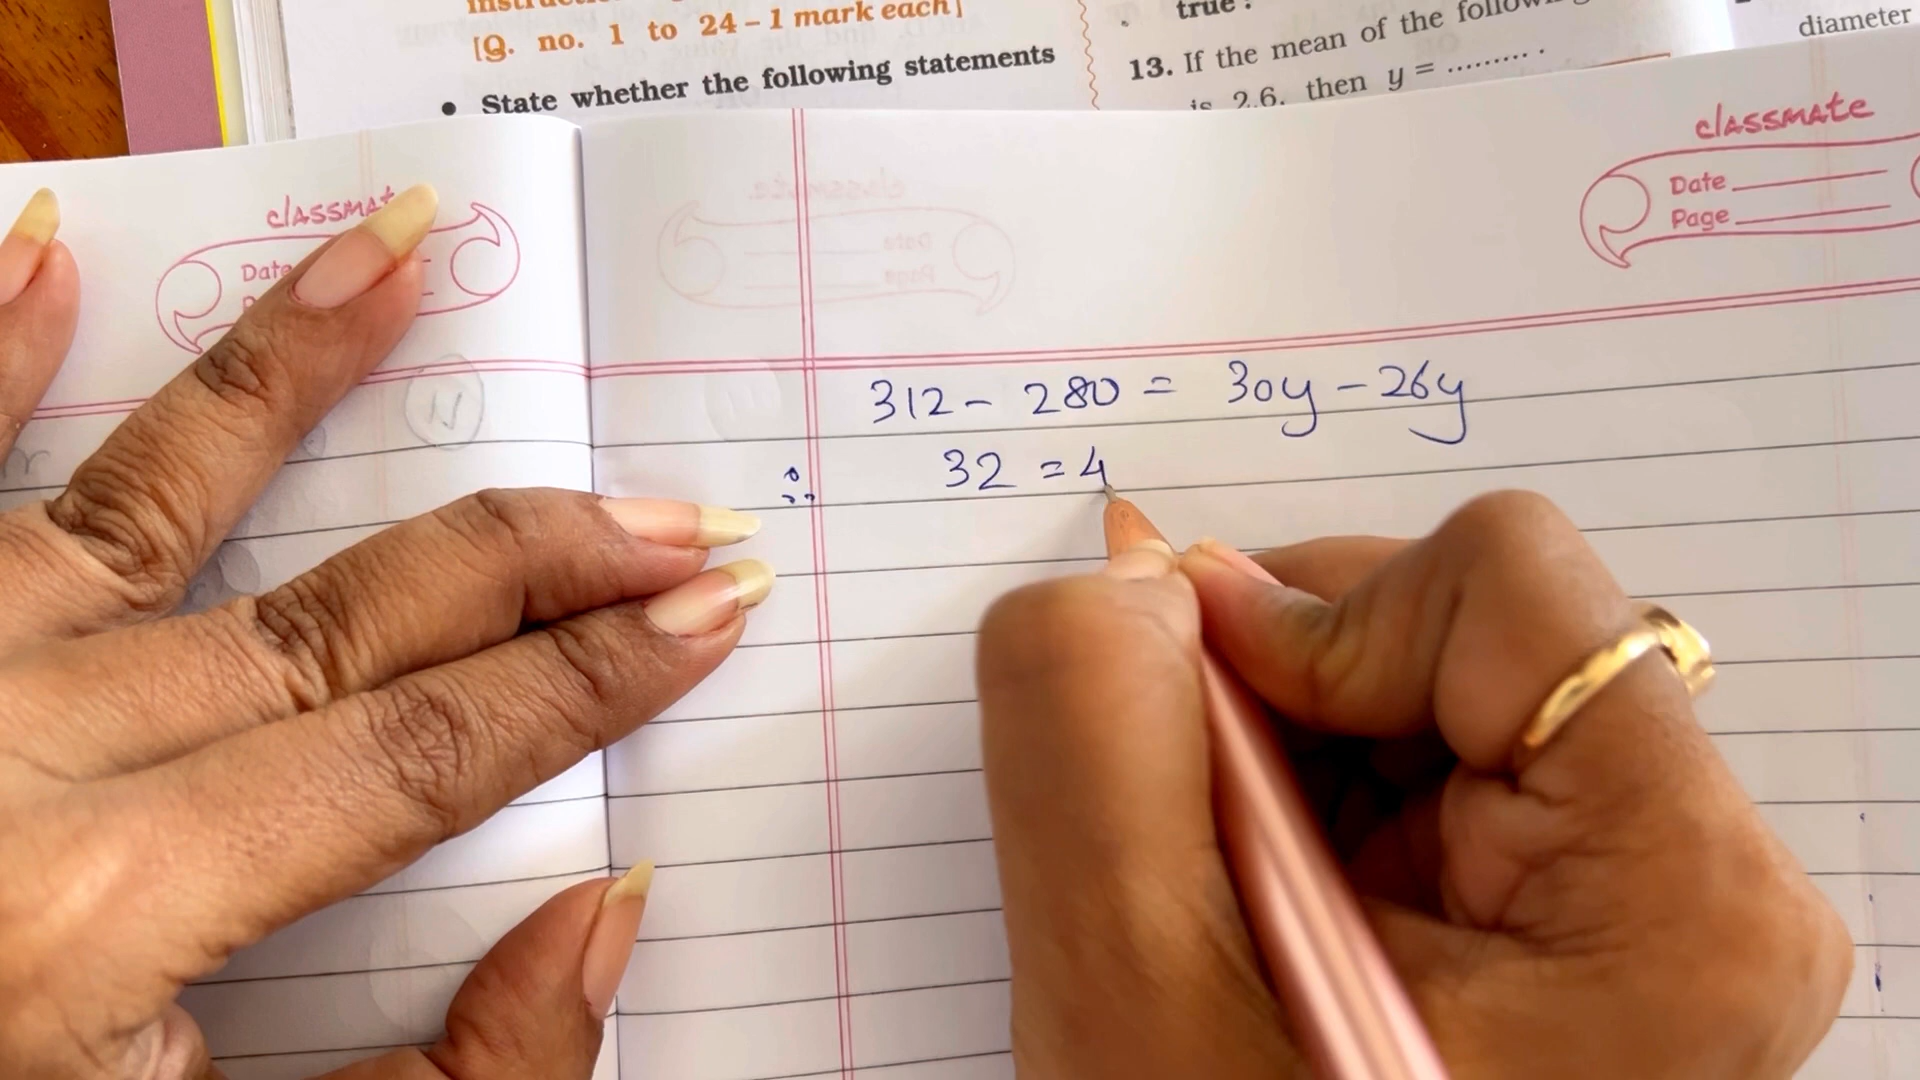 [Q. no. 1 to 24 – 1 mark each]
• State whether the following statements
true :
13. If the mean of the
is 2.6, then y = ......... .
diameter
classmate
Date
classmate
Date
Page
312 - 280 = 30y - 26y
∴ 32 = 4